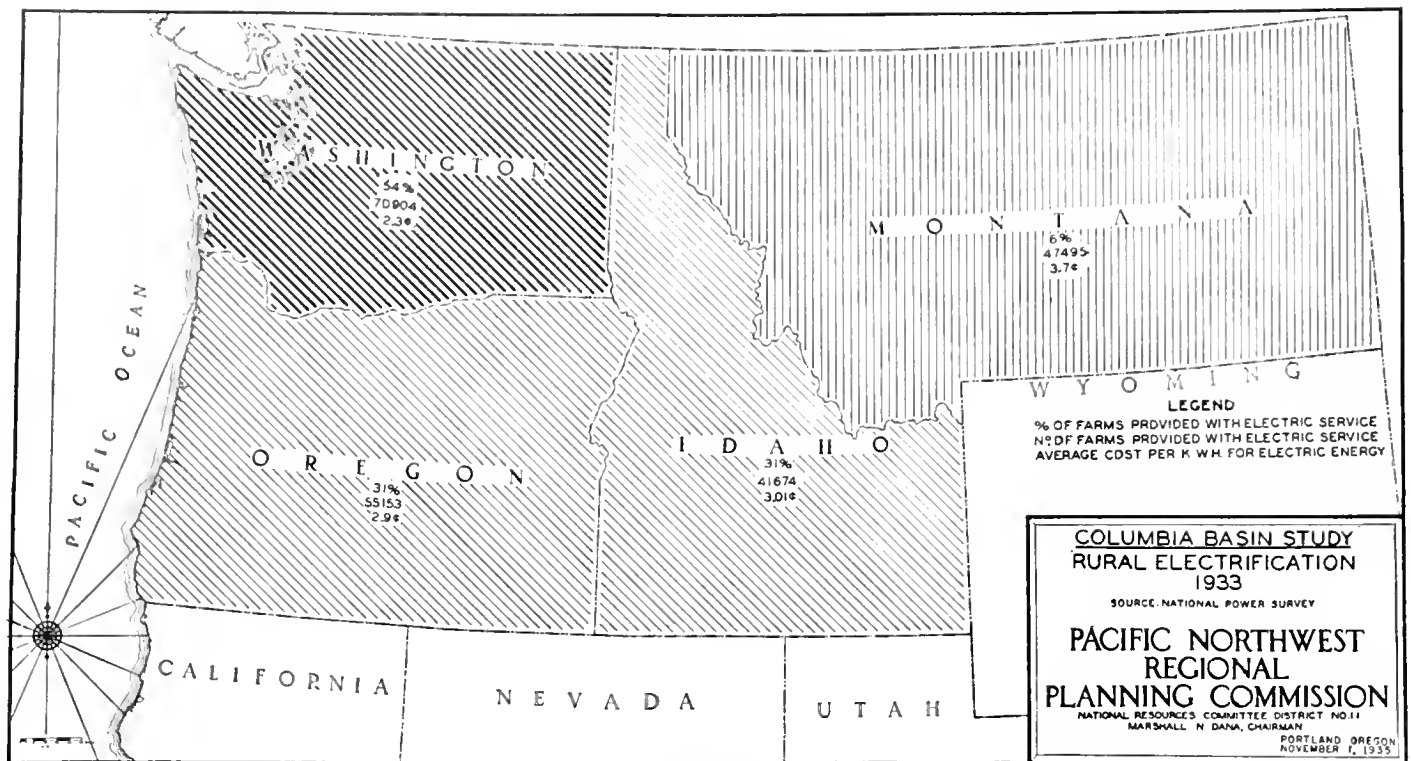 WASHINGTON
54%
70904
2.3¢
MONTANA
6%
47495
3.7¢
PACIFIC OCEAN
OREGON
31%
55153
2.9¢
IDAHO
31%
41674
3.01¢
WYOMING
LEGEND
% OF FARMS PROVIDED WITH ELECTRIC SERVICE
Nº OF FARMS PROVIDED WITH ELECTRIC SERVICE
AVERAGE COST PER K.W.H. FOR ELECTRIC ENERGY
CALIFORNIA
NEVADA
UTAH
COLUMBIA BASIN STUDY
RURAL ELECTRIFICATION
1933
SOURCE: NATIONAL POWER SURVEY
PACIFIC NORTHWEST
REGIONAL
PLANNING COMMISSION
NATIONAL RESOURCES COMMITTEE DISTRICT NO. 11
MARSHALL N DANA, CHAIRMAN
PORTLAND OREGON
NOVEMBER 1, 1935